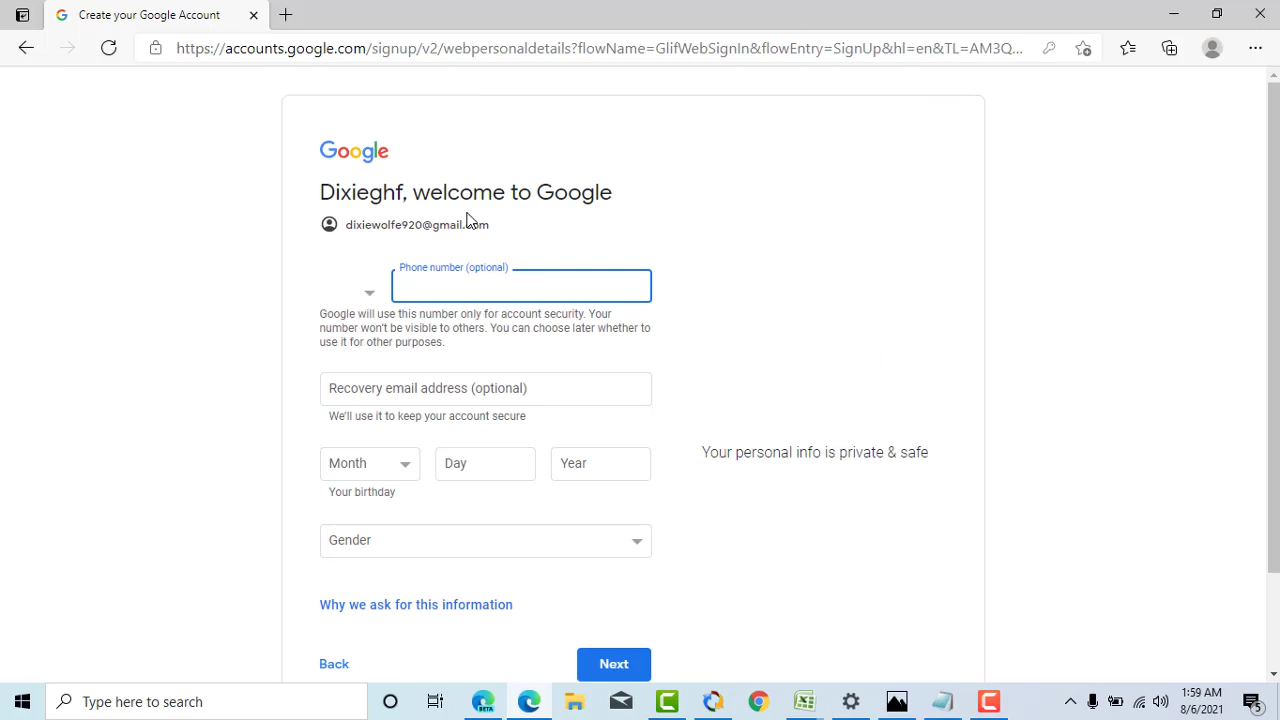 Create your Google Account
https://accounts.google.com/signup/v2/webpersonaldetails?flowName=GlifWebSignIn&flowEntry=SignUp&hl=en&TL=AM3Q...
Google
Dixieghf, welcome to Google
dixiewolfe920@gmail.com
Phone number (optional)
Google will use this number only for account security. Your
number won't be visible to others. You can choose later whether to
use it for other purposes.
Recovery email address (optional)
We'll use it to keep your account secure
Your personal info is private & safe
Month Day Year
Your birthday
Gender
Why we ask for this information
Back Next
Type here to search
BETA
1:59 AM
8/6/2021
2